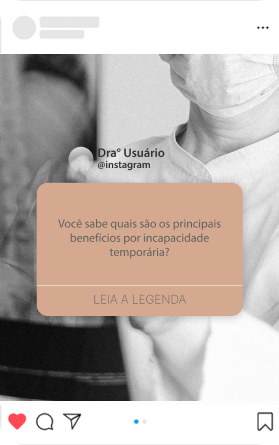 Dra° Usuário
@instagram
Você sabe quais são os principais
benefícios por incapacidade
temporária?
LEIA A LEGENDA